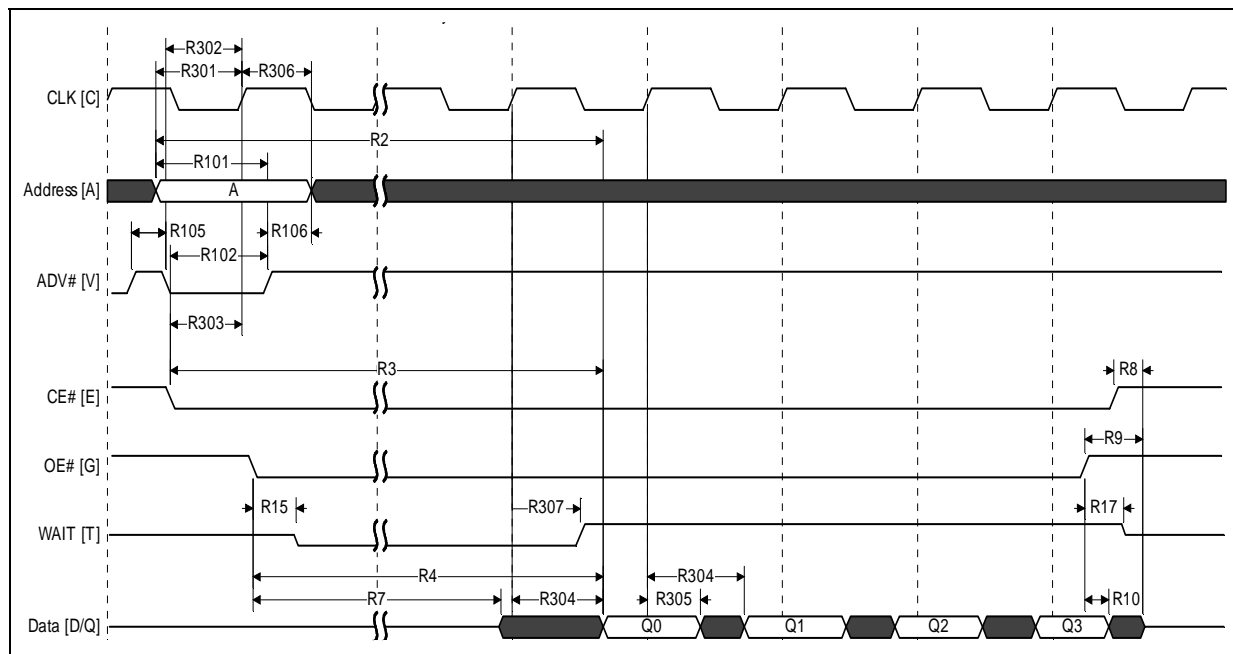 R302
R301
R306
CLK [C]
R2
R101
Address [A]
A
R105
R106
R102
ADV# [V]
R303
R3
R8
CE# [E]
R9
OE# [G]
R15
R307
R17
WAIT [T]
R4
R304
R7
R304
R305
R10
Data [D/Q]
Q0
Q1
Q2
Q3